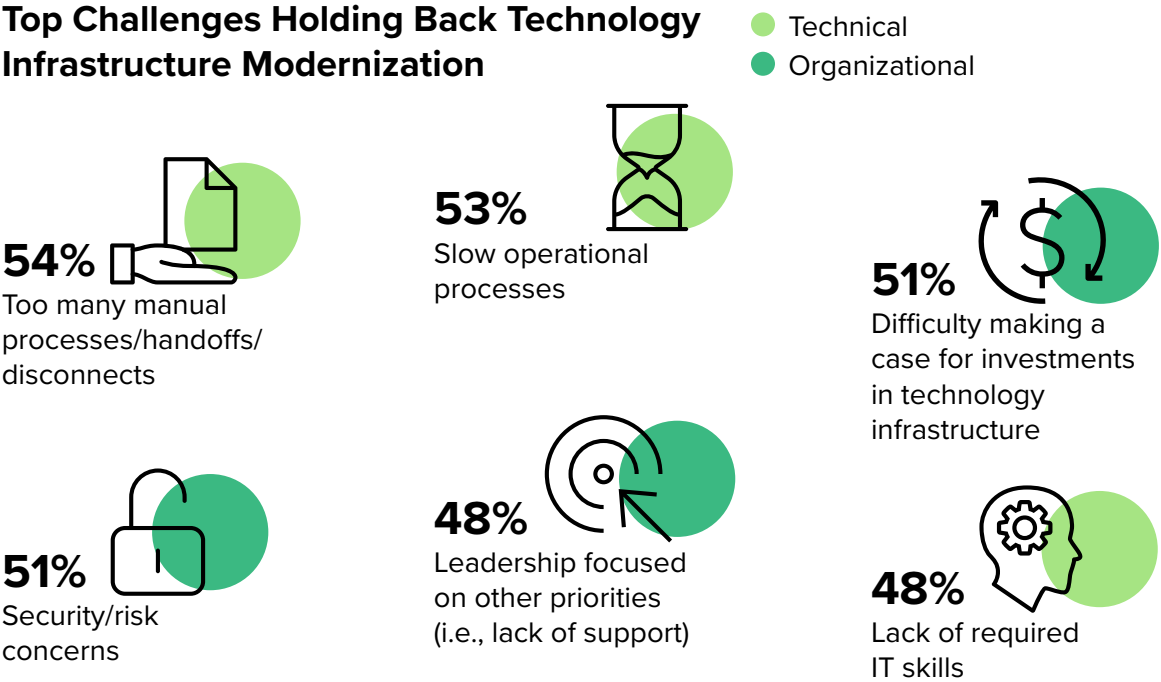 Top Challenges Holding Back Technology
Infrastructure Modernization
Technical
Organizational
54%
Too many manual
processes/handoffs/
disconnects
53%
Slow operational
processes
51%
Difficulty making a
case for investments
in technology
infrastructure
51%
Security/risk
concerns
48%
Leadership focused
on other priorities
(i.e., lack of support)
48%
Lack of required
IT skills